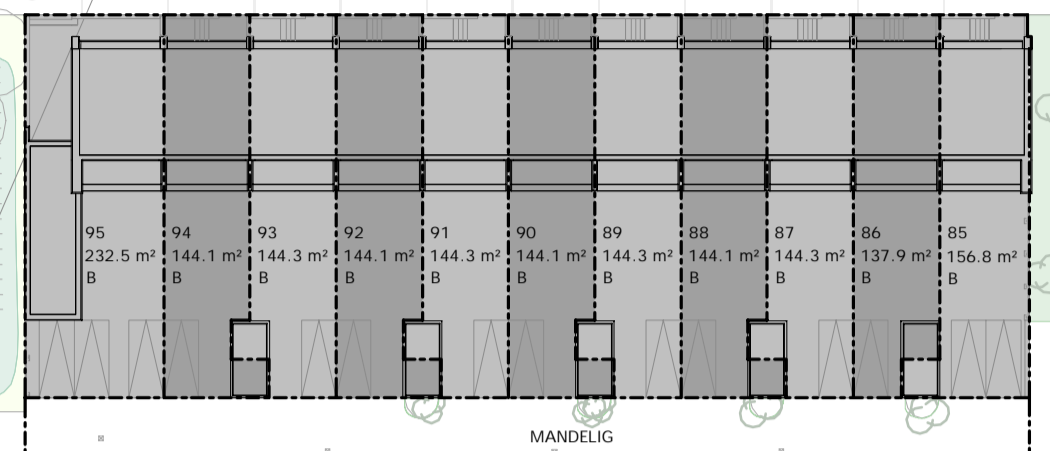 95
232.5 m²
B
94
144.1 m²
B
93
144.3 m²
B
92
144.1 m²
B
91
144.3 m²
B
90
144.1 m²
B
89
144.3 m²
B
88
144.1 m²
B
87
144.3 m²
B
86
137.9 m²
B
85
156.8 m²
B
MANDELIG